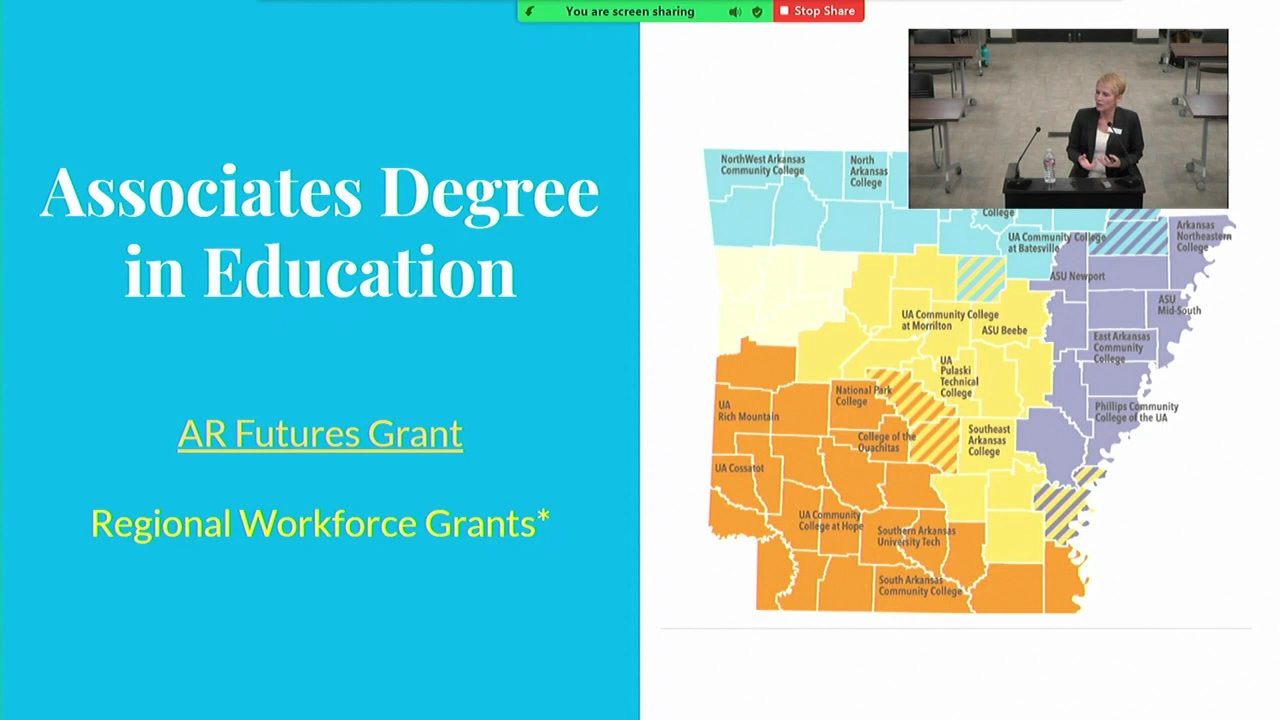 You are screen sharing
Stop Share
Associates Degree
in Education
AR Futures Grant
Regional Workforce Grants*
NorthWest Arkansas
Community College
North
Arkansas
College
College
UA Community College
at Batesville
Arkansas
Northeastern
College
ASU Newport
ASU
Mid-South
UA Community College
at Morrilton
ASU Beebe
East Arkansas
Community
College
UA
Pulaski
Technical
College
National Park
College
UA
Rich Mountain
Phillips Community
College of the UA
College of the
Ouachitas
Southeast
Arkansas
College
UA Cossatot
UA Community
College at Hope
Southern Arkansas
University Tech
South Arkansas
Community College